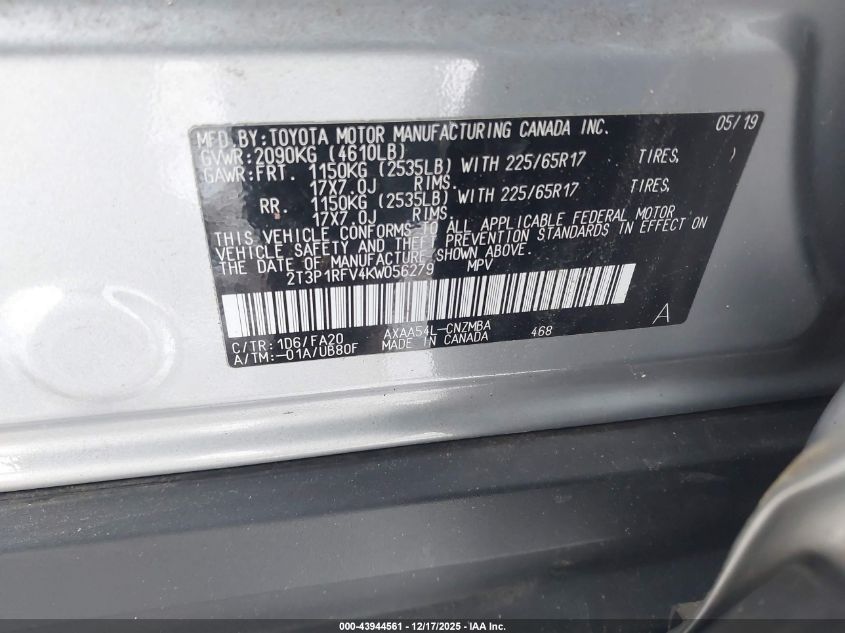 MFD.BY:TOYOTA MOTOR MANUFACTURING CANADA INC. 05/19
GVWR:2090KG (4610LB)
GAWR:FRT. 1150KG (2535LB) WITH 225/65R17 TIRES,
17X7.0J RIMS.
RR. 1150KG (2535LB) WITH 225/65R17 TIRES,
17X7.0J RIMS.
THIS VEHICLE CONFORMS TO ALL APPLICABLE FEDERAL MOTOR
VEHICLE SAFETY AND THEFT PREVENTION STANDARDS IN EFFECT ON
THE DATE OF MANUFACTURE SHOWN ABOVE.
2T3P1RFV4KW056279 MPV
C/TR:1D6/FA20 AXAA54L-CNZMBA 468 A
A/TM:-01A/UB80F MADE IN CANADA
000-43944561 - 12/17/2025 - IAA Inc.